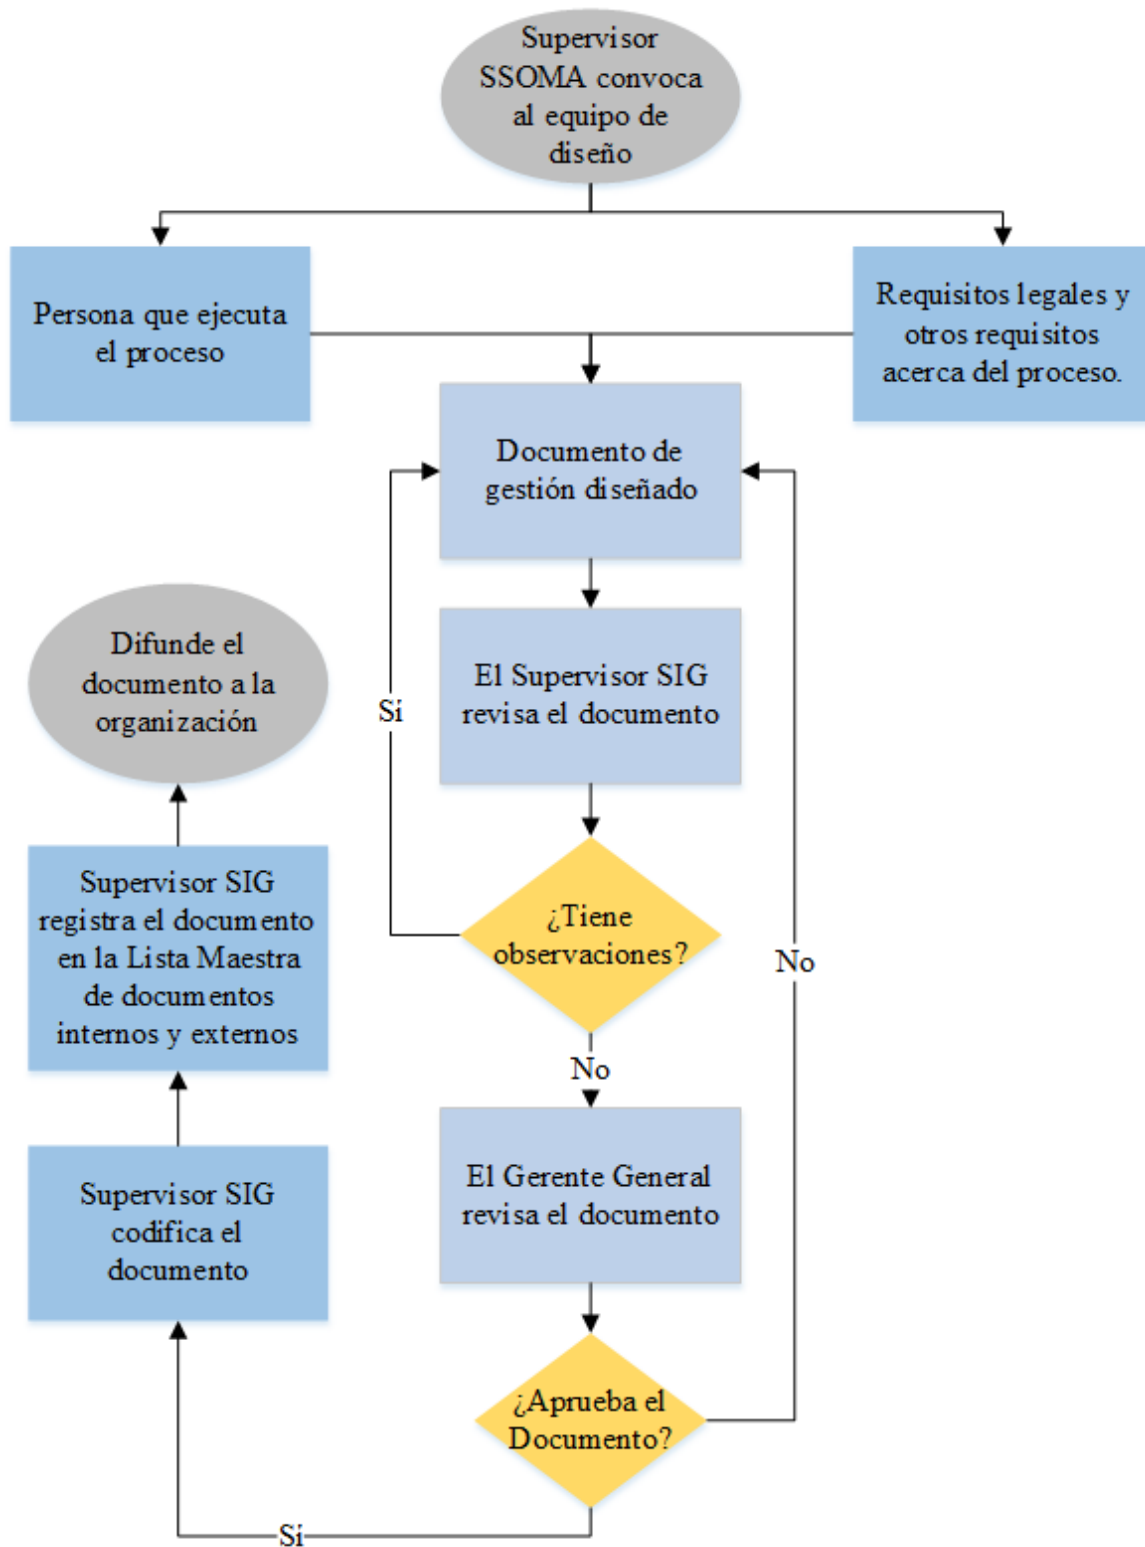 Supervisor
SSOMA convoca
al equipo de
diseño
Persona que ejecuta
el proceso
Requisitos legales y
otros requisitos
acerca del proceso.
Documento de
gestión diseñado
Difunde el
documento a la
organización
El Supervisor SIG
revisa el documento
Sí
Supervisor SIG
registra el documento
en la Lista Maestra
de documentos
internos y externos
¿Tiene
observaciones?
No
No
Supervisor SIG
codifica el
documento
El Gerente General
revisa el documento
¿Aprueba el
Documento?
Sí